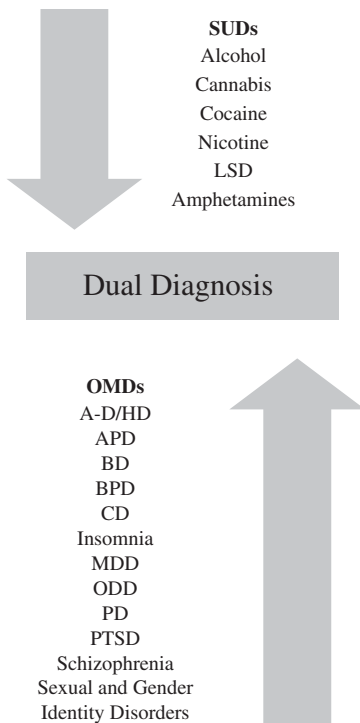 SUDs
Alcohol
Cannabis
Cocaine
Nicotine
LSD
Amphetamines
Dual Diagnosis
OMDs
A-D/HD
APD
BD
BPD
CD
Insomnia
MDD
ODD
PD
PTSD
Schizophrenia
Sexual and Gender
Identity Disorders